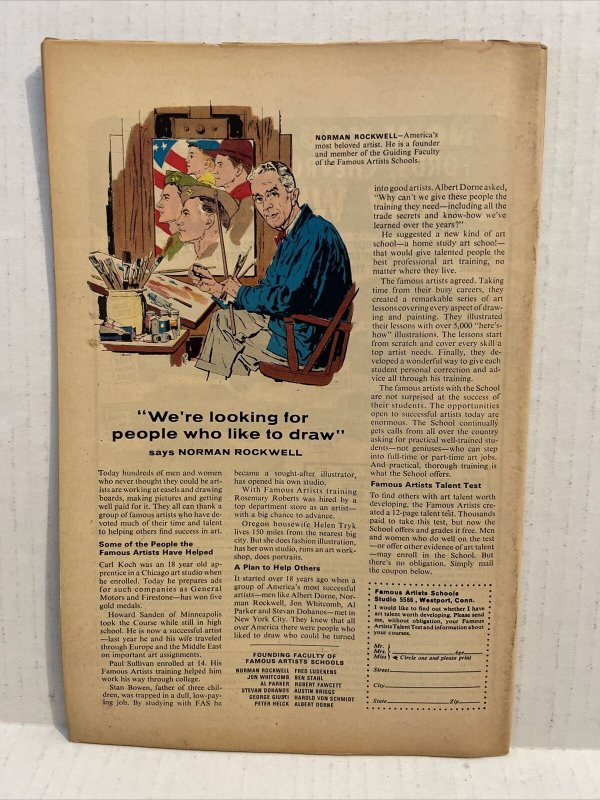 NORMAN ROCKWELL—America's
most beloved artist. He is a founder
and member of the Guiding Faculty
of the Famous Artists Schools.
"We're looking for
people who like to draw"
says NORMAN ROCKWELL
Today hundreds of men and women
who never thought they could be art-
ists are working at easels and drawing
boards, making pictures and getting
well paid for it. They all can thank a
group of famous artists who have de-
voted much of their time and talent
to helping others find success in art.
Some of the People the
Famous Artists Have Helped
Carl Koch was an 18 year old ap-
prentice in a Chicago art studio when
he enrolled. Today he prepares ads
for such companies as General
Motors and Firestone—has won five
gold medals.
Howard Sanden of Minneapolis
took the Course while still in high
school. He is now a successful artist
—last year he and his wife traveled
through Europe and the Middle East
on important art assignments.
Paul Sullivan enrolled at 14. His
Famous Artists training helped him
work his way through college.
Stan Bowen, father of three chil-
dren, was trapped in a dull, low-pay-
ing job. By studying with FAS he
became a sought-after illustrator,
has opened his own studio.
With Famous Artists training
Rosemary Roberts was hired by a
top department store as an artist—
with a big chance to advance.
Oregon housewife Helen Tryk
lives 150 miles from the nearest big
city. But she does fashion illustration,
has her own studio, runs an art work-
shop, does portraits.
A Plan to Help Others
It started over 18 years ago when a
group of America's most successful
artists—men like Albert Dorne, Nor-
man Rockwell, Jon Whitcomb, Al
Parker and Stevan Dohanos—met in
New York City. They knew that all
over America there were people who
liked to draw who could be turned
FOUNDING FACULTY OF
FAMOUS ARTISTS SCHOOLS
NORMAN ROCKWELL FRED LUDEKENS
JON WHITCOMB BEN STAHL
AL PARKER ROBERT FAWCETT
STEVAN DOHANOS AUSTIN BRIGGS
GEORGE GIUSTI HAROLD VON SCHMIDT
PETER HELCK ALBERT DORNE
into good artists. Albert Dorne asked,
"Why can't we give these people the
training they need—including all the
trade secrets and know-how we've
learned over the years?"
He suggested a new kind of art
school—a home study art school—
that would give talented people the
best professional art training, no
matter where they live.
The famous artists agreed. Taking
time from their busy careers, they
created a remarkable series of art
lessons covering every aspect of draw-
ing and painting. They illustrated
their lessons with over 5,000 "here's-
how" illustrations. The lessons start
from scratch and cover every skill a
top artist needs. Finally, they de-
veloped a wonderful way to give each
student personal correction and ad-
vice all through his training.
The famous artists with the School
are not surprised at the success of
their students. The opportunities
open to successful artists today are
enormous. The School continually
gets calls from all over the country
asking for practical well-trained stu-
dents—not geniuses—who can step
into full-time or part-time art jobs.
And practical, thorough training is
what the School offers.
Famous Artists Talent Test
To find others with art talent worth
developing, the Famous Artists cre-
ated a 12-page talent test. Thousands
paid to take this test, but now the
School offers and grades it free. Men
and women who do well on the test
—or offer other evidence of art talent
—may enroll in the School. But
there's no obligation. Simply mail
the coupon below.
Famous Artists Schools
Studio 5586, Westport, Conn.
I would like to find out whether I have
art talent worth developing. Please send
me, without obligation, your Famous
Artists Talent Test and information about
your courses.
Mr.
Mrs. Age
Miss Circle one and please print
Street
City
State Zip